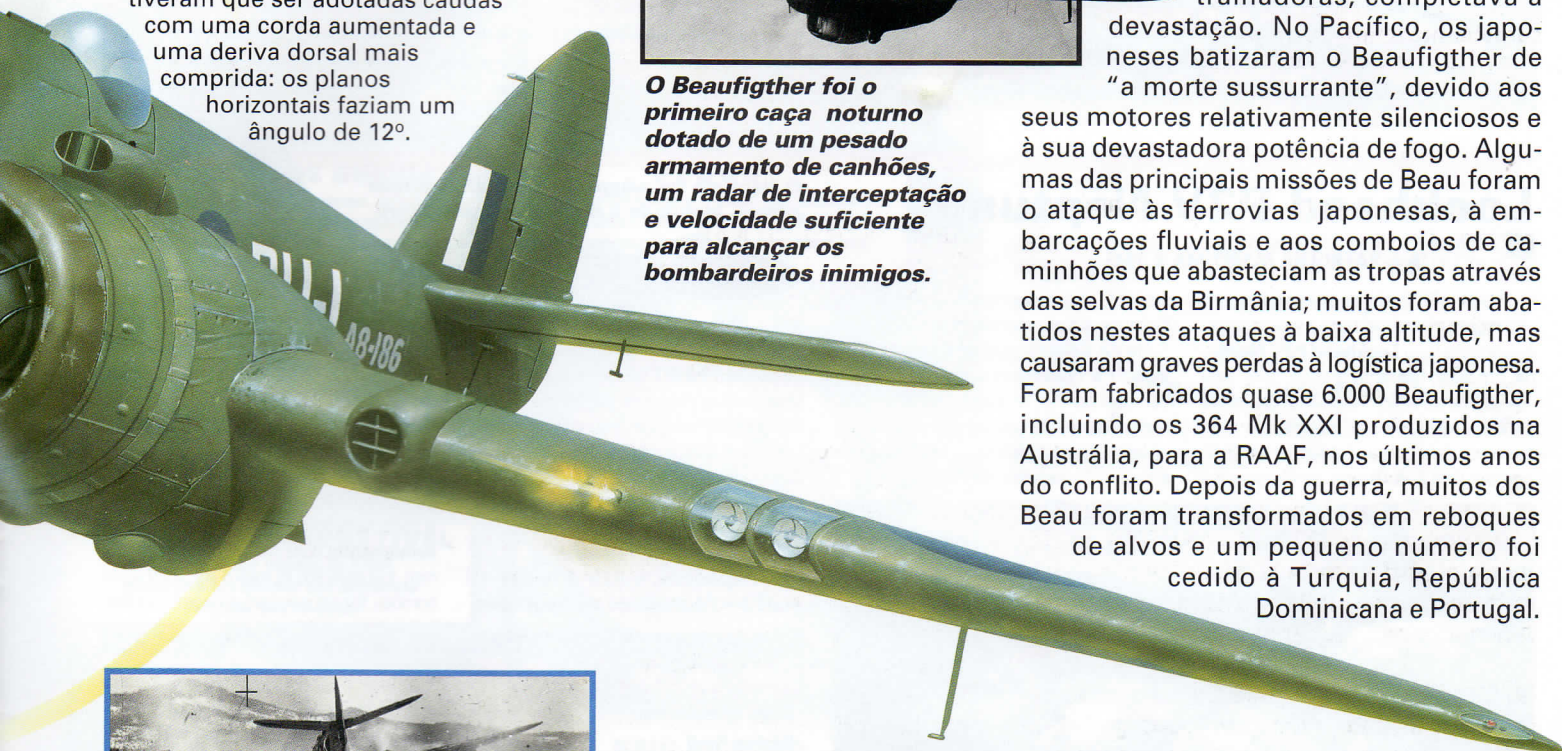 tiveram que ser adotadas caudas
com uma corda aumentada e
uma deriva dorsal mais
comprida: os planos
horizontais faziam um
ângulo de 12º.
O Beaufigther foi o
primeiro caça noturno
dotado de um pesado
armamento de canhões,
um radar de interceptação
e velocidade suficiente
para alcançar os
bombardeiros inimigos.
completava a
devastação. No Pacífico, os japo-
neses batizaram o Beaufigther de
“a morte sussurrante”, devido aos
seus motores relativamente silenciosos e
à sua devastadora potência de fogo. Algu-
mas das principais missões de Beau foram
o ataque às ferrovias japonesas, à em-
barcações fluviais e aos comboios de ca-
minhões que abasteciam as tropas através
das selvas da Birmânia; muitos foram aba-
tidos nestes ataques à baixa altitude, mas
causaram graves perdas à logística japonesa.
Foram fabricados quase 6.000 Beaufigther,
incluindo os 364 Mk XXI produzidos na
Austrália, para a RAAF, nos últimos anos
do conflito. Depois da guerra, muitos dos
Beau foram transformados em reboques
de alvos e um pequeno número foi
cedido à Turquia, República
Dominicana e Portugal.
A8-186